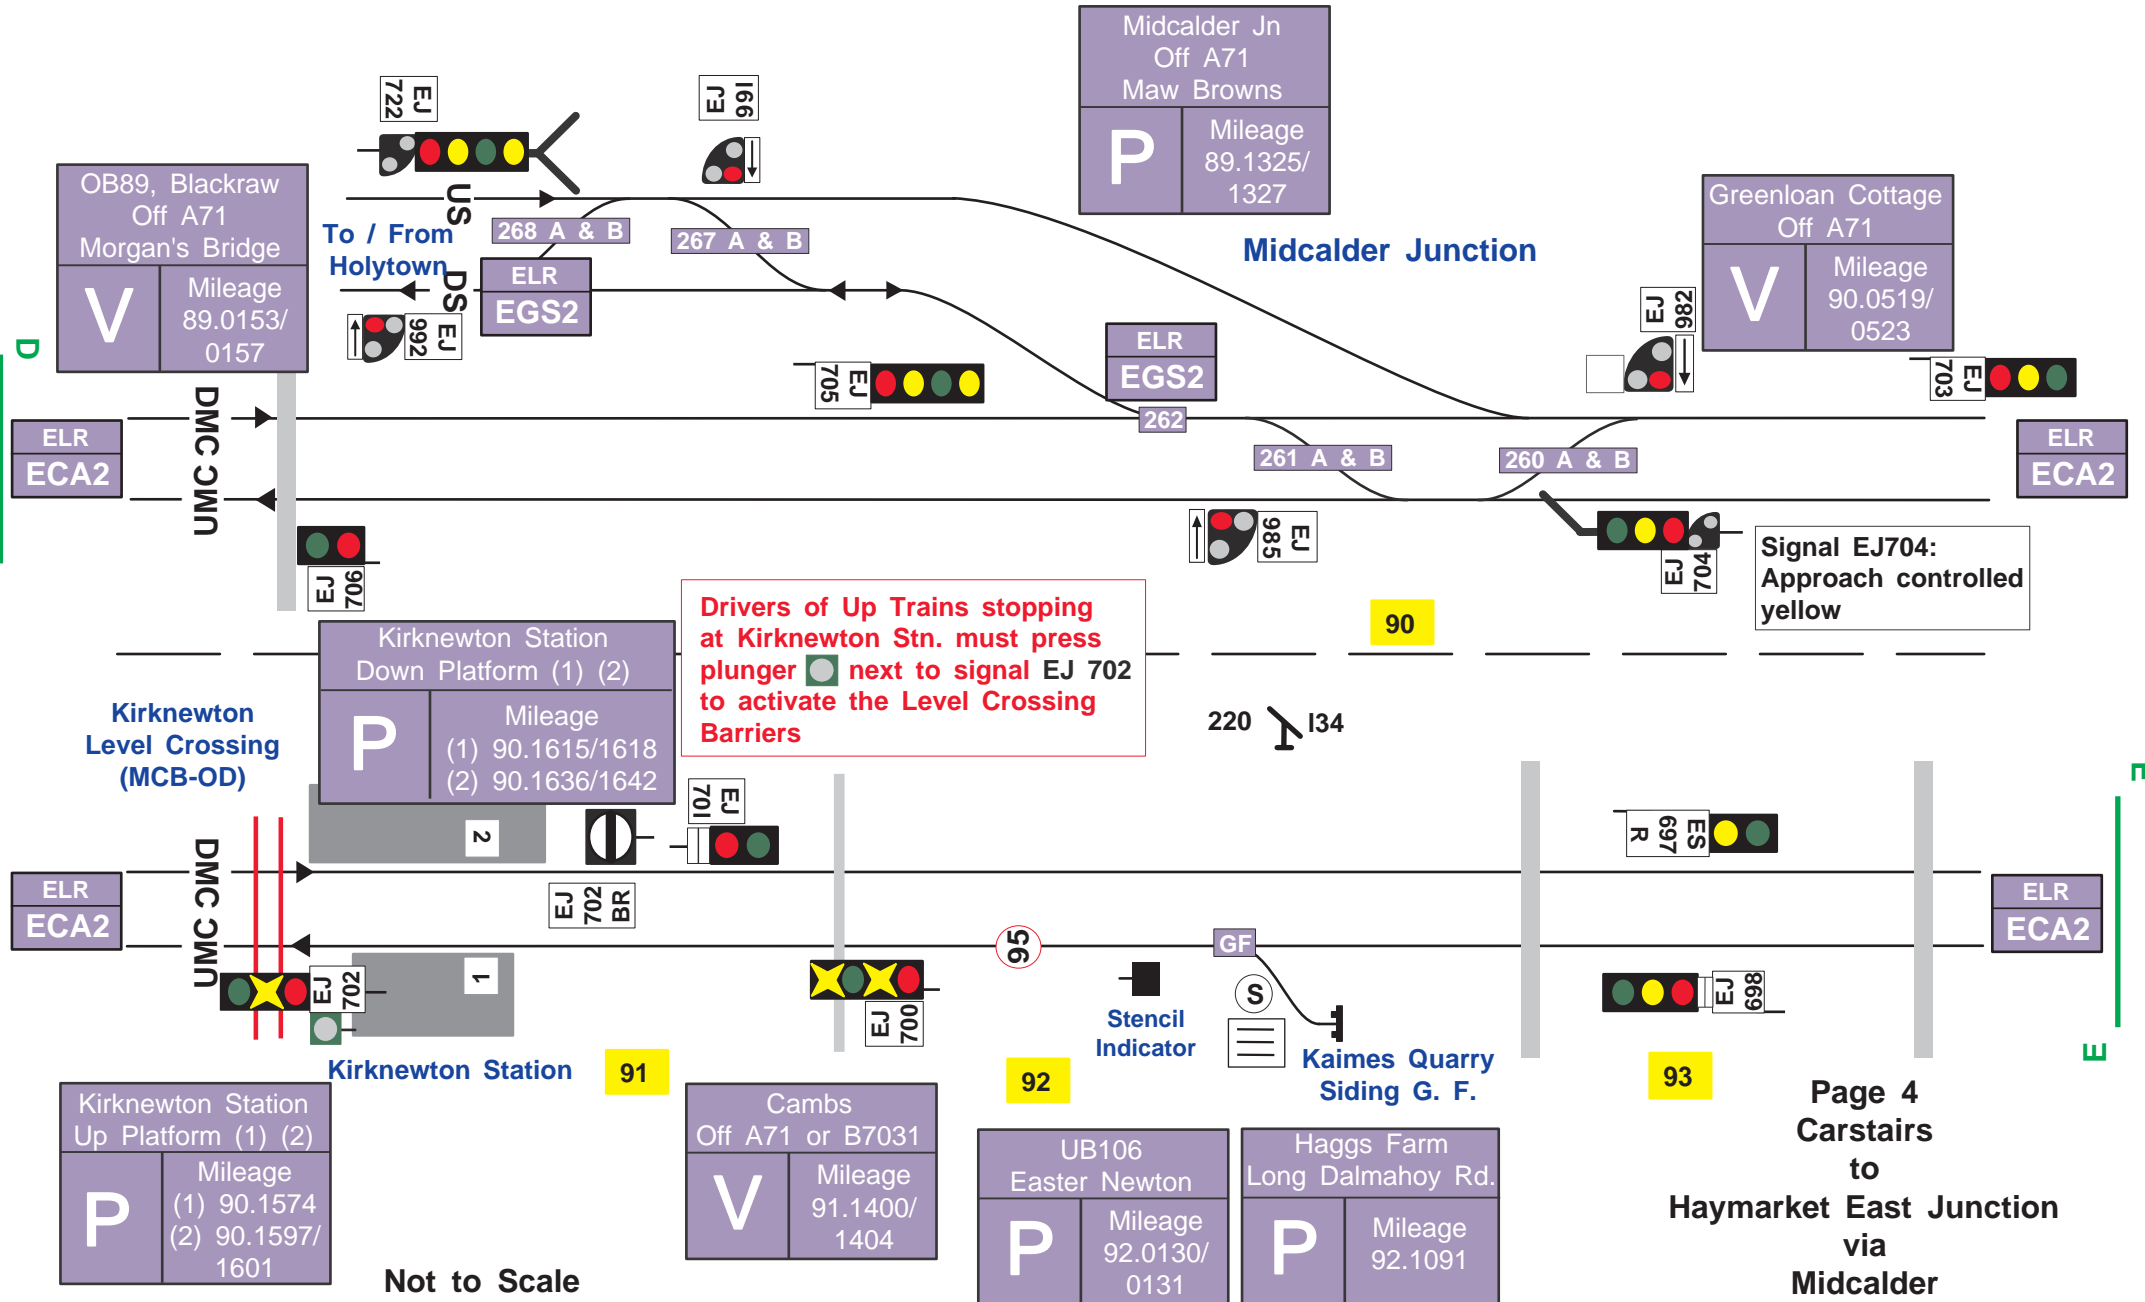 Midcalder Jn
Off A71
Maw Browns
P
Mileage
89.1325/
1327
EJ
722
EJ
I66
OB89, Blackraw
Off A71
Morgan's Bridge
V
Mileage
89.0153/
0157
US
To / From
Holytown
DS
268 A & B
267 A & B
ELR
EGS2
Midcalder Junction
Greenloan Cottage
Off A71
V
Mileage
90.0519/
0523
EJ
992
EJ
982
EJ
705
ELR
EGS2
EJ
703
D
DMC
UMC
ELR
ECA2
262
261 A & B
260 A & B
ELR
ECA2
EJ
706
EJ
985
EJ
704
Signal EJ704:
Approach controlled
yellow
90
Drivers of Up Trains stopping
at Kirknewton Stn. must press
plunger next to signal EJ 702
to activate the Level Crossing
Barriers
Kirknewton Station
Down Platform (1) (2)
P
Mileage
(1) 90.1615/1618
(2) 90.1636/1642
Kirknewton
Level Crossing
(MCB-OD)
220
I34
E
2
EJ
70I
ES
697
R
DMC
UMC
ELR
ECA2
EJ
702
BR
ELR
ECA2
95
GF
1
EJ
702
EJ
700
Stencil
Indicator
S
Kaimes Quarry
Siding G. F.
EJ
698
E
Kirknewton Station
91
92
93
Kirknewton Station
Up Platform (1) (2)
P
Mileage
(1) 90.1574
(2) 90.1597/
1601
Cambs
Off A71 or B7031
V
Mileage
91.1400/
1404
UB106
Easter Newton
P
Mileage
92.0130/
0131
Haggs Farm
Long Dalmahoy Rd.
P
Mileage
92.1091
Not to Scale
Page 4
Carstairs
to
Haymarket East Junction
via
Midcalder